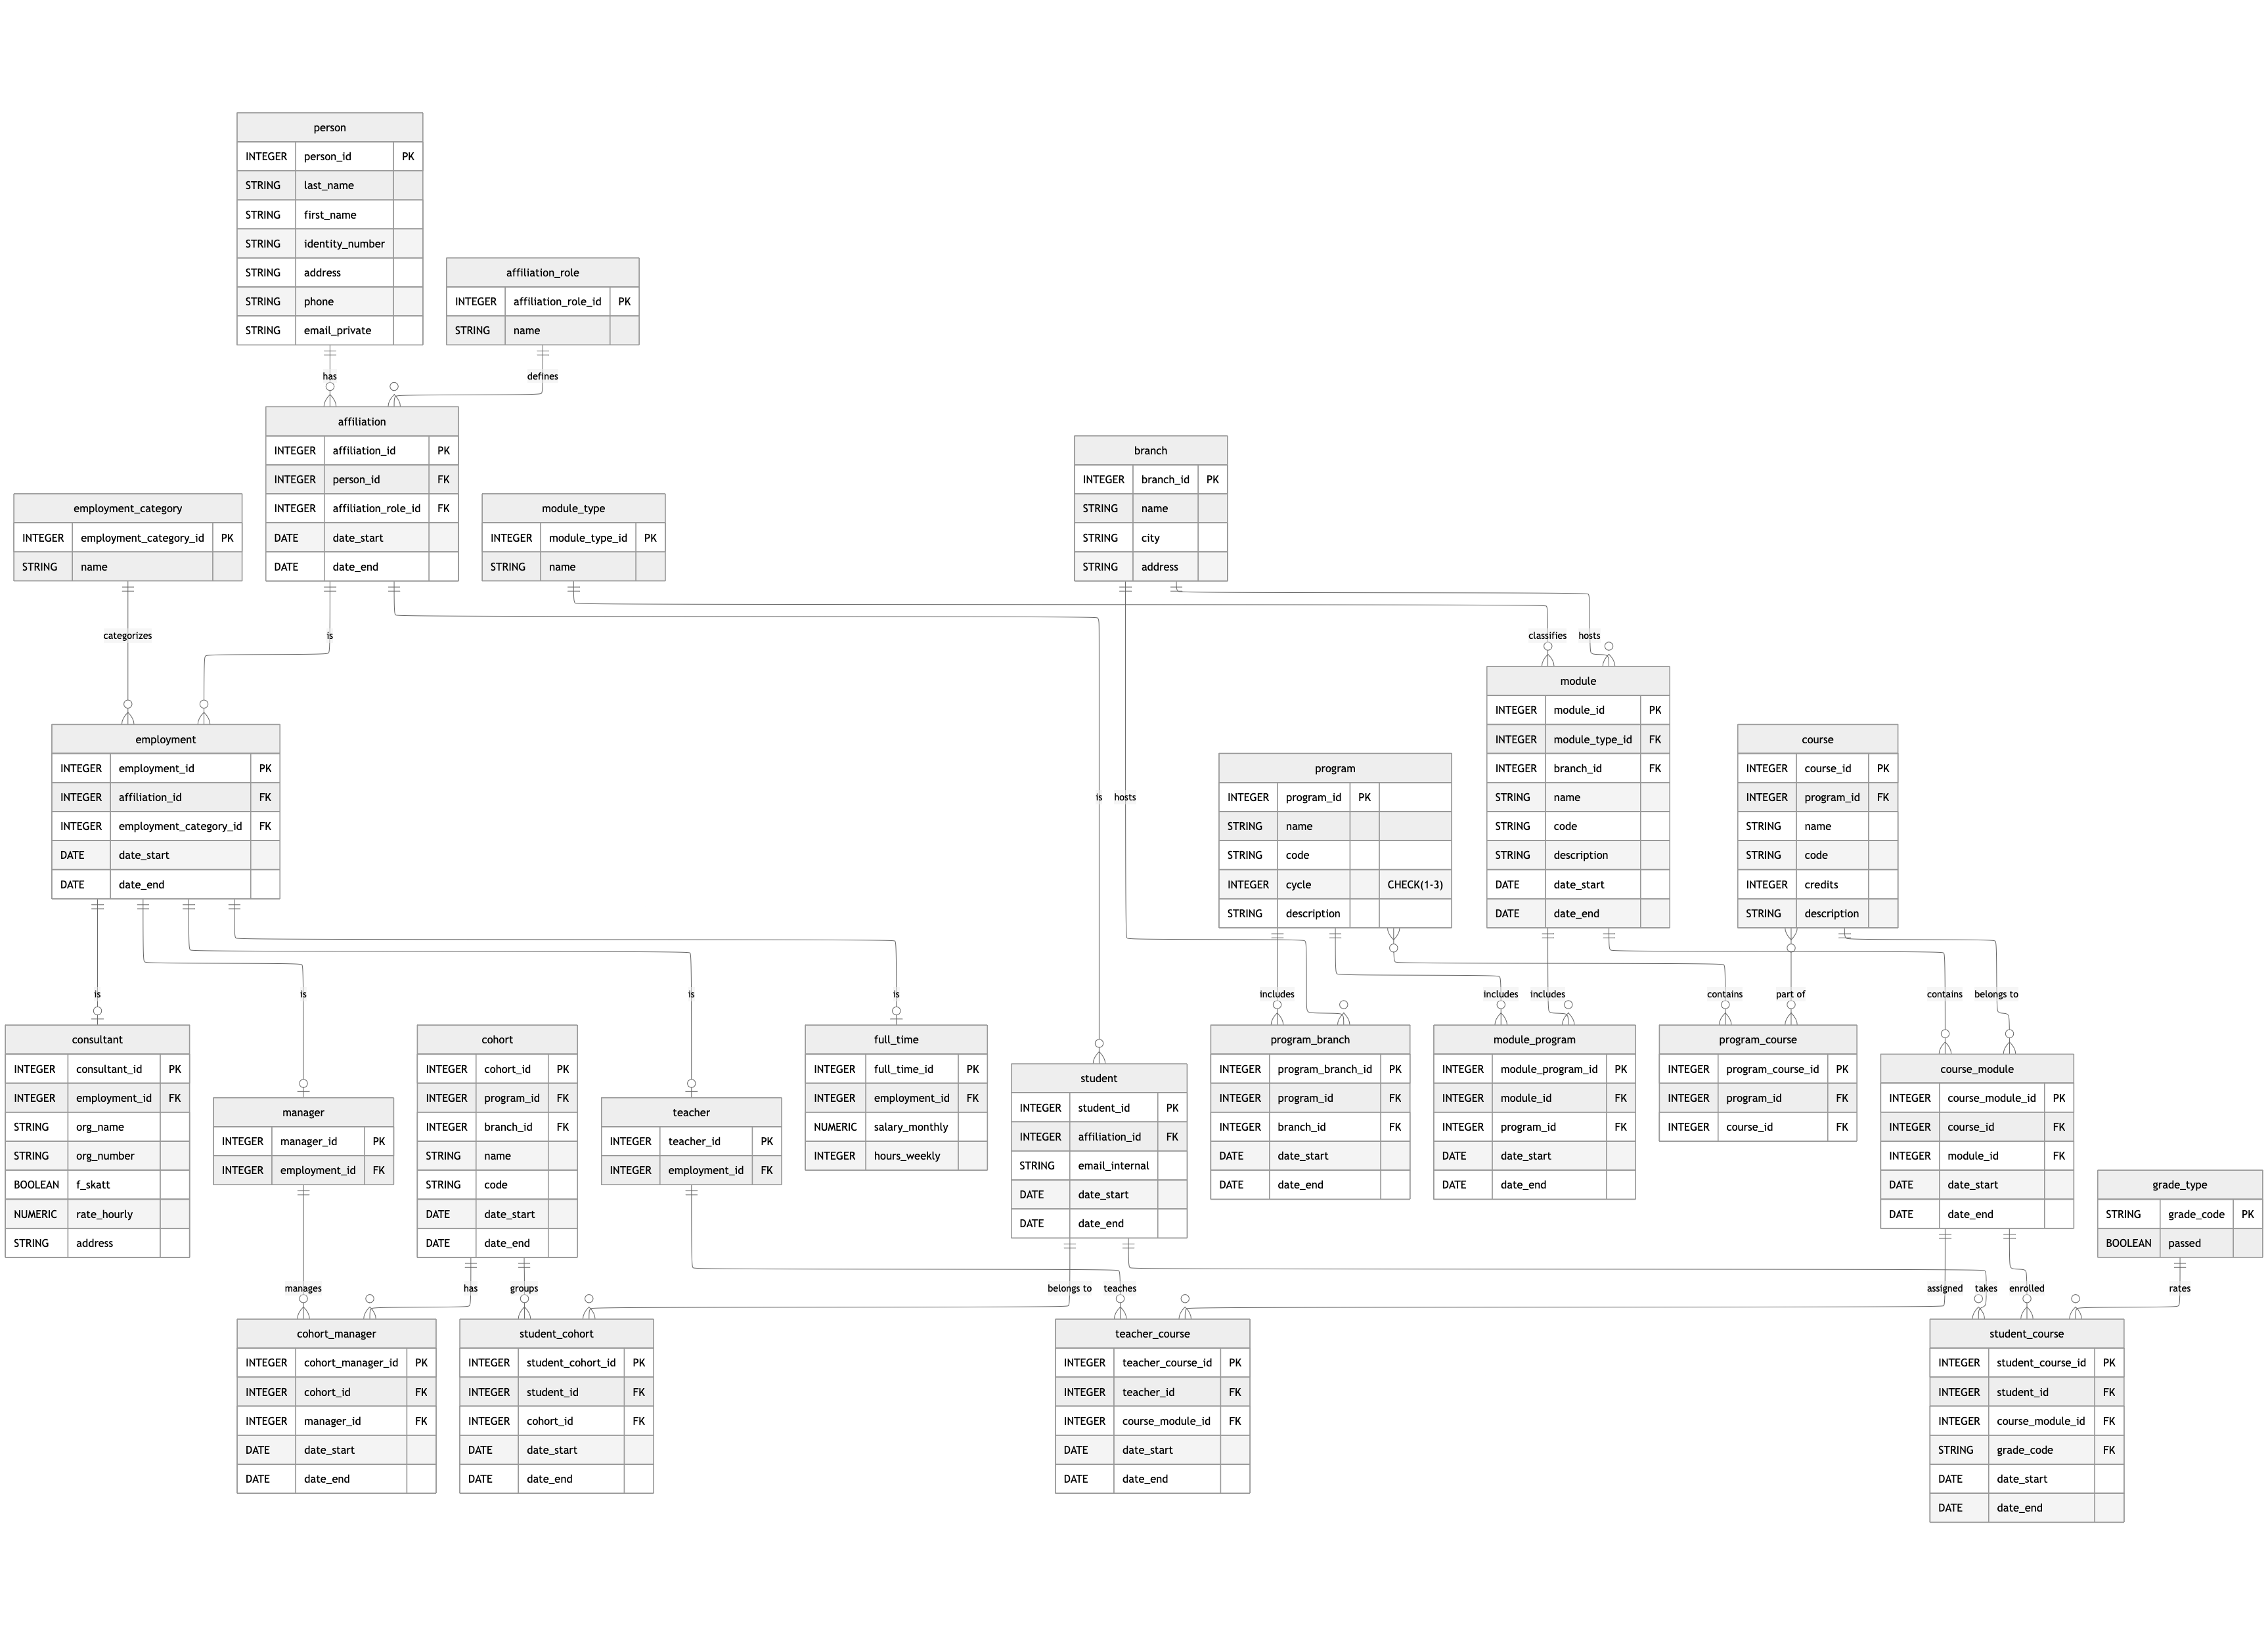 person
INTEGER person_id PK
STRING last_name
STRING first_name
STRING identity_number
STRING address
STRING phone
STRING email_private
affiliation_role
INTEGER affiliation_role_id PK
STRING name
has
defines
affiliation
INTEGER affiliation_id PK
INTEGER person_id FK
INTEGER affiliation_role_id FK
DATE date_start
DATE date_end
branch
INTEGER branch_id PK
STRING name
STRING city
STRING address
employment_category
INTEGER employment_category_id PK
STRING name
module_type
INTEGER module_type_id PK
STRING name
categorizes
is
classifies
hosts
module
INTEGER module_id PK
INTEGER module_type_id FK
INTEGER branch_id FK
STRING name
STRING code
STRING description
DATE date_start
DATE date_end
employment
INTEGER employment_id PK
INTEGER affiliation_id FK
INTEGER employment_category_id FK
DATE date_start
DATE date_end
course
INTEGER course_id PK
INTEGER program_id FK
STRING name
STRING code
INTEGER credits
STRING description
program
INTEGER program_id PK
STRING name
STRING code
INTEGER cycle CHECK(1-3)
STRING description
is
hosts
is
is
is
is
includes
includes
includes
contains
part of
contains
belongs to
consultant
INTEGER consultant_id PK
INTEGER employment_id FK
STRING org_name
STRING org_number
BOOLEAN f_skatt
NUMERIC rate_hourly
STRING address
manager
INTEGER manager_id PK
INTEGER employment_id FK
cohort
INTEGER cohort_id PK
INTEGER program_id FK
INTEGER branch_id FK
STRING name
STRING code
DATE date_start
DATE date_end
teacher
INTEGER teacher_id PK
INTEGER employment_id FK
full_time
INTEGER full_time_id PK
INTEGER employment_id FK
NUMERIC salary_monthly
INTEGER hours_weekly
student
INTEGER student_id PK
INTEGER affiliation_id FK
STRING email_internal
DATE date_start
DATE date_end
program_branch
INTEGER program_branch_id PK
INTEGER program_id FK
INTEGER branch_id FK
DATE date_start
DATE date_end
module_program
INTEGER module_program_id PK
INTEGER module_id FK
INTEGER program_id FK
DATE date_start
DATE date_end
program_course
INTEGER program_course_id PK
INTEGER program_id FK
INTEGER course_id FK
course_module
INTEGER course_module_id PK
INTEGER course_id FK
INTEGER module_id FK
DATE date_start
DATE date_end
grade_type
STRING grade_code PK
BOOLEAN passed
manages
has
groups
belongs to
teaches
assigned
takes
enrolled
rates
cohort_manager
INTEGER cohort_manager_id PK
INTEGER cohort_id FK
INTEGER manager_id FK
DATE date_start
DATE date_end
student_cohort
INTEGER student_cohort_id PK
INTEGER student_id FK
INTEGER cohort_id FK
DATE date_start
DATE date_end
teacher_course
INTEGER teacher_course_id PK
INTEGER teacher_id FK
INTEGER course_module_id FK
DATE date_start
DATE date_end
student_course
INTEGER student_course_id PK
INTEGER student_id FK
INTEGER course_module_id FK
STRING grade_code FK
DATE date_start
DATE date_end